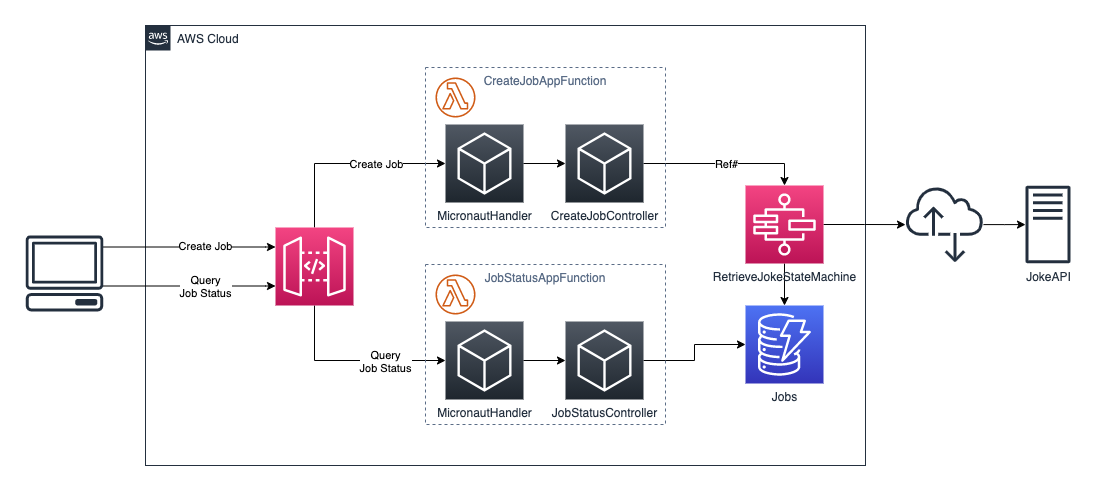 aws
AWS Cloud
CreateJobAppFunction
Create Job
Ref#
MicronautHandler
CreateJobController
Create Job
</>
Query
Job Status
RetrieveJokeStateMachine
JokeAPI
JobStatusAppFunction
Query
Job Status
MicronautHandler
JobStatusController
Jobs